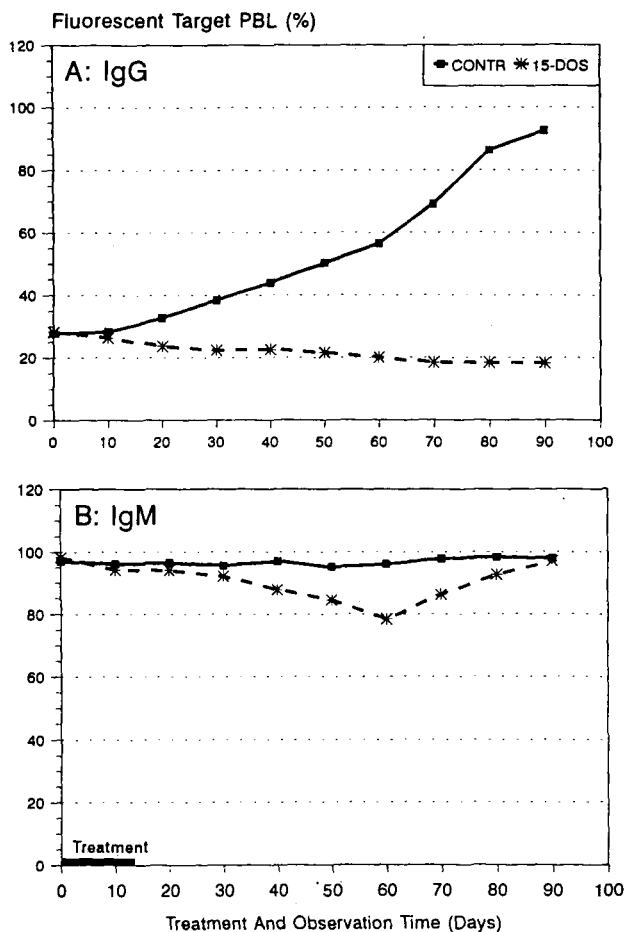 Fluorescent Target PBL (%)
120
A: IgG
CONTR 15-DOS
100
80
60
40
20
0
0 10 20 30 40 50 60 70 80 90 100
120
B: IgM
100
80
60
40
20
Treatment
0
0 10 20 30 40 50 60 70 80 90 100
Treatment And Observation Time (Days)